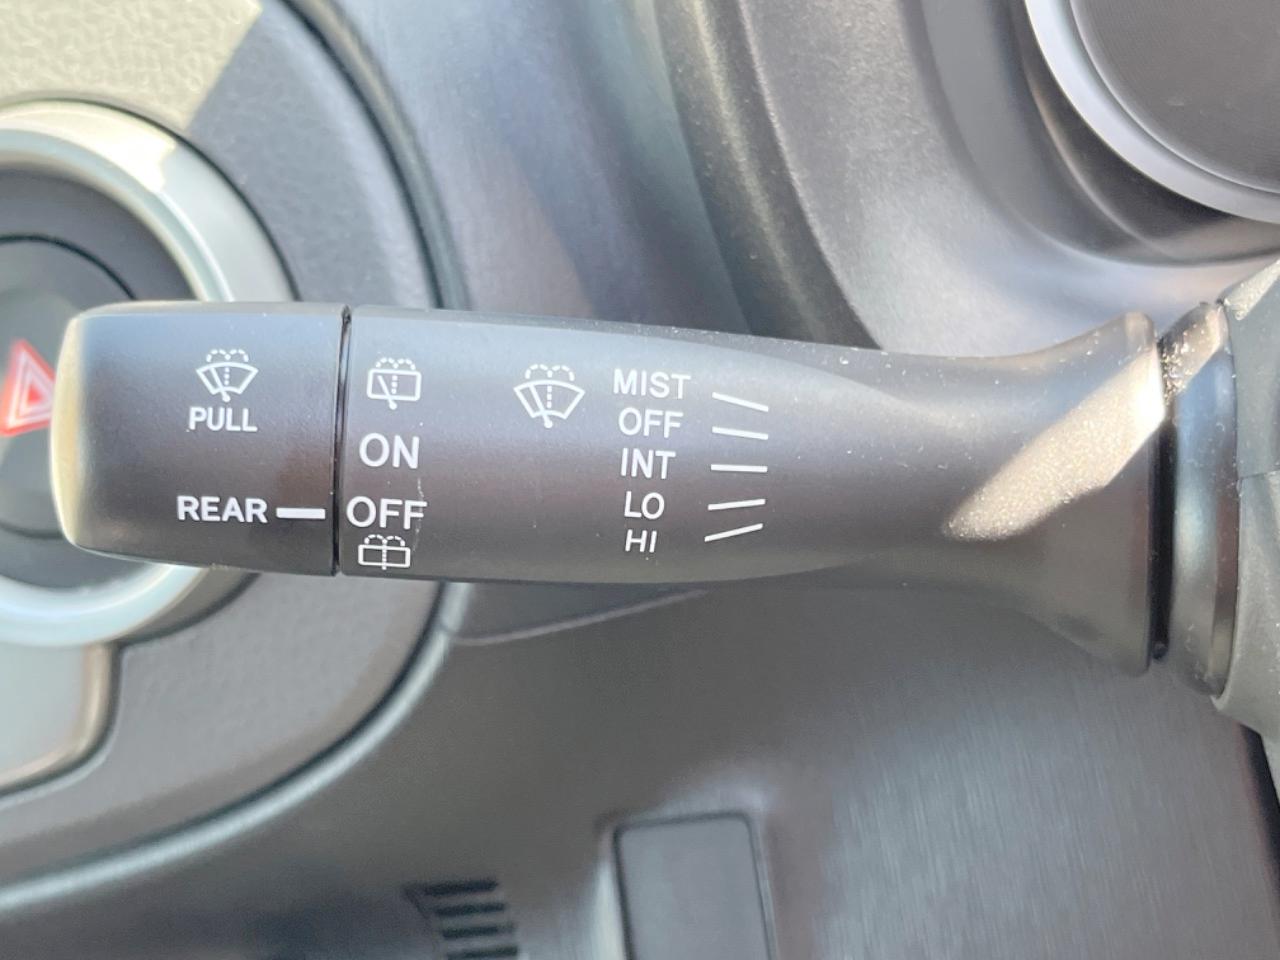 PULL
REAR
ON
OFF
MIST
OFF
INT
LO
HI